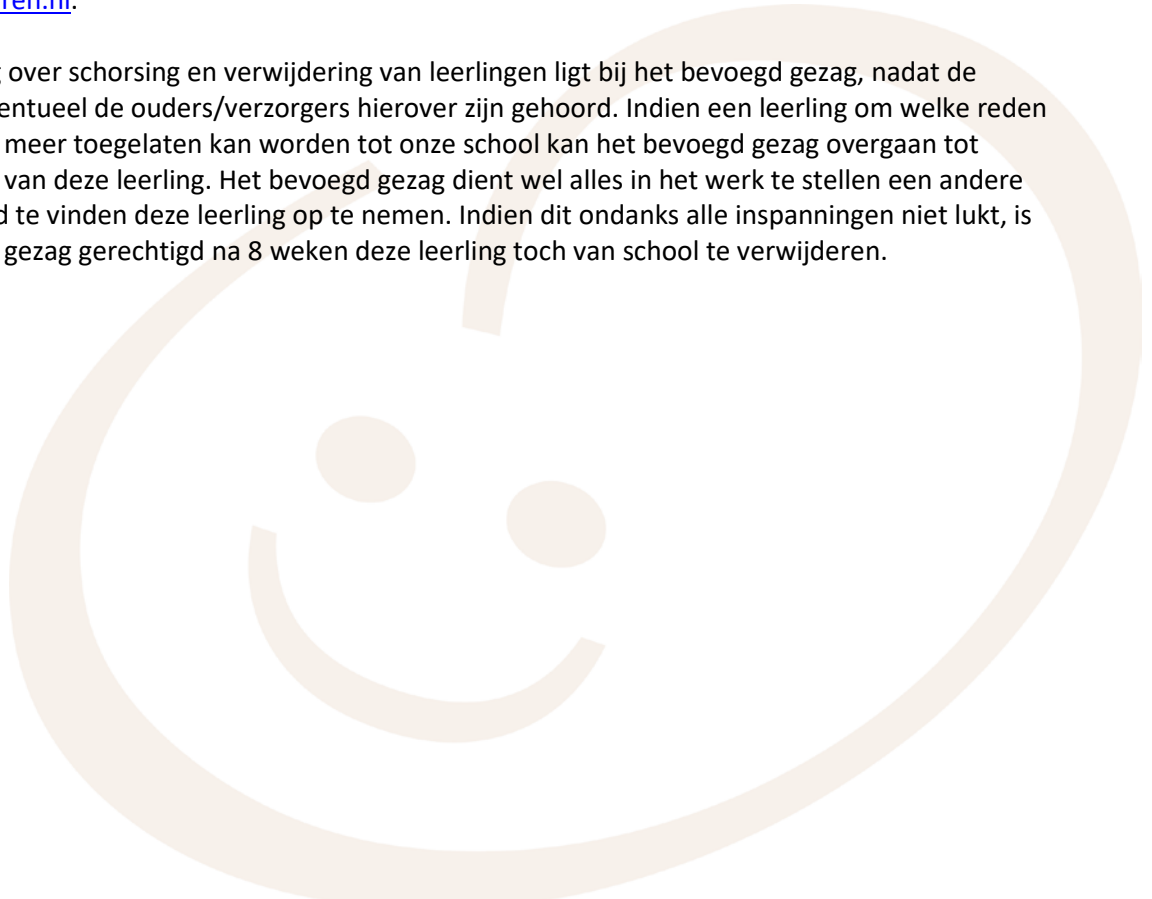 ren.nl.
over schorsing en verwijdering van leerlingen ligt bij het bevoegd gezag, nadat de
entueel de ouders/verzorgers hierover zijn gehoord. Indien een leerling om welke reden
meer toegelaten kan worden tot onze school kan het bevoegd gezag overgaan tot
van deze leerling. Het bevoegd gezag dient wel alles in het werk te stellen een andere
d te vinden deze leerling op te nemen. Indien dit ondanks alle inspanningen niet lukt, is
gezag gerechtigd na 8 weken deze leerling toch van school te verwijderen.